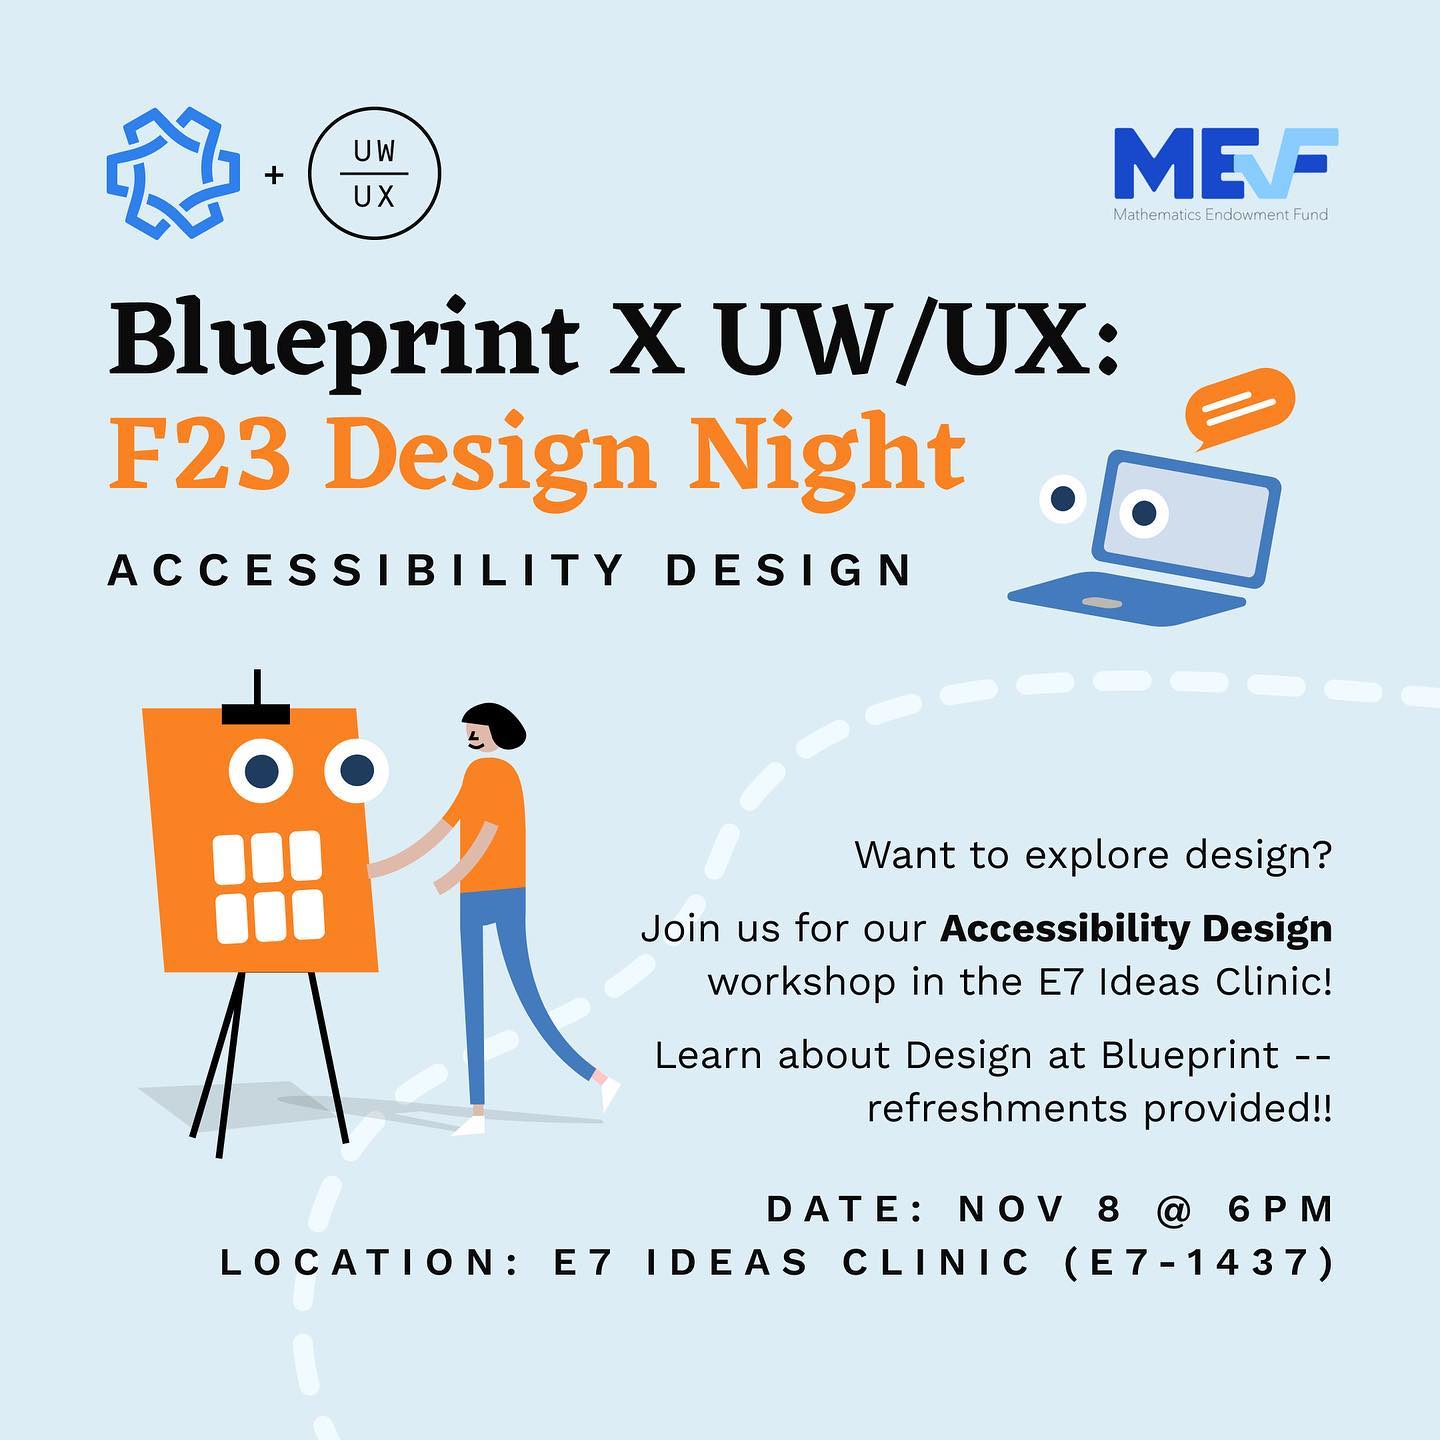 + UW
UX
MEF
Mathematics Endowment Fund
Blueprint X UW/UX:
F23 Design Night
ACCESSIBILITY DESIGN
Want to explore design?
Join us for our Accessibility Design
workshop in the E7 Ideas Clinic!
Learn about Design at Blueprint --
refreshments provided!!
DATE: NOV 8 @ 6PM
LOCATION: E7 IDEAS CLINIC (E7-1437)